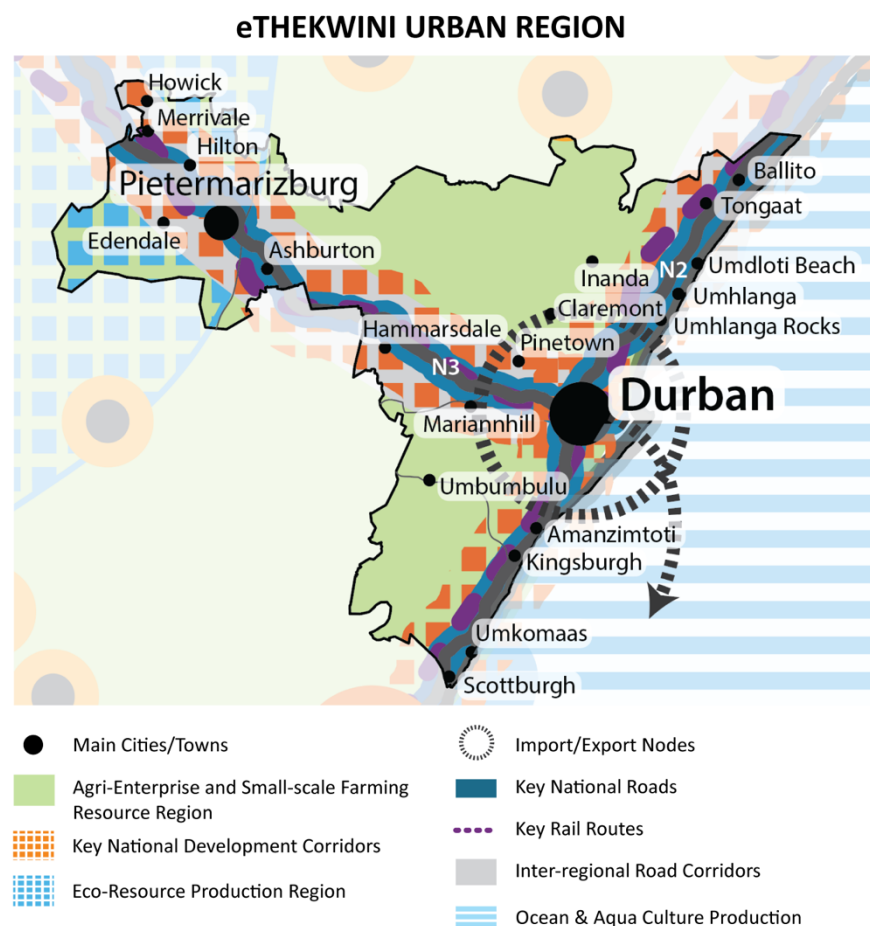 eTHEKWINI URBAN REGION
Howick
Merrivale
Hilton
Pietermarizburg
Edendale
Ashburton
Ballito
Tongaat
Inanda
N2
Umdloti Beach
Claremont
Umhlanga
Umhlanga Rocks
Hammarsdale
Pinetown
N3
Durban
Mariannhill
Umbumbulu
Amanzimtoti
Kingsburgh
Umkomaas
Scottburgh
Main Cities/Towns
Agri-Enterprise and Small-scale Farming
Resource Region
Key National Development Corridors
Eco-Resource Production Region
Import/Export Nodes
Key National Roads
Key Rail Routes
Inter-regional Road Corridors
Ocean & Aqua Culture Production